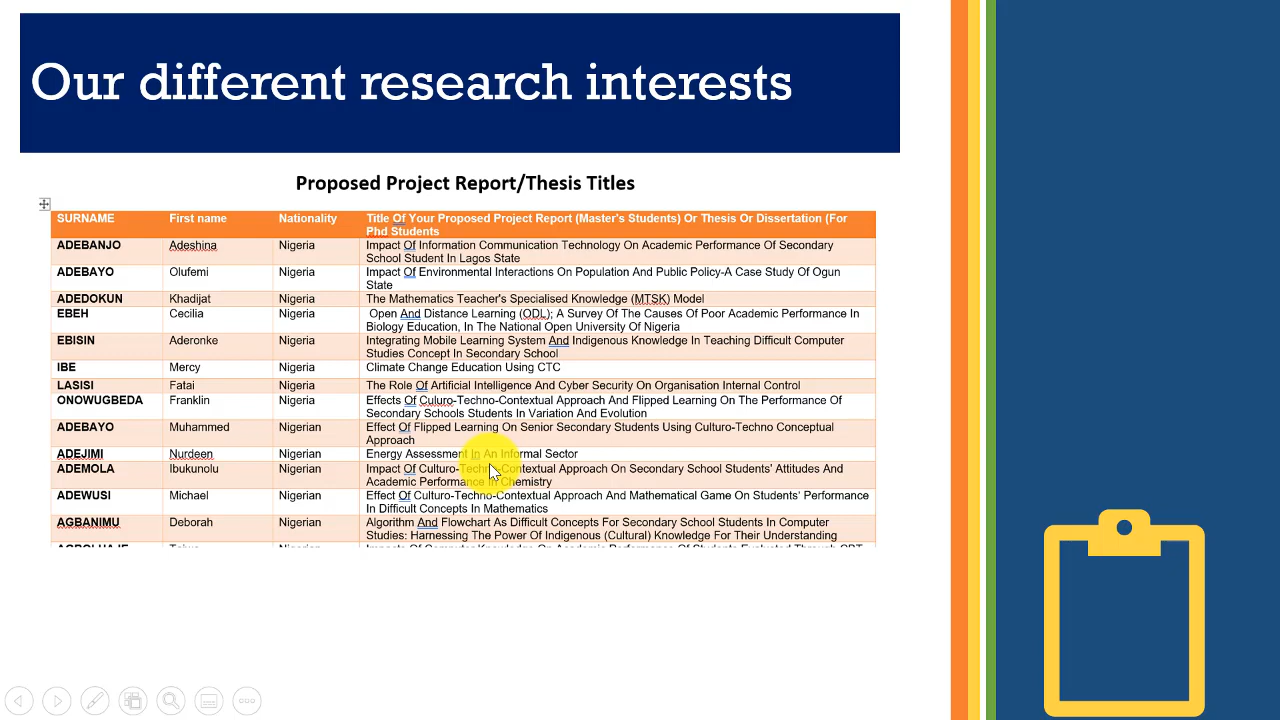 Our different research interests
Proposed Project Report/Thesis Titles
SURNAME First name Nationality Title Of Your Proposed Project Report (Master's Students) Or Thesis Or Dissertation (For
Phd Students
ADEBANJO Adeshina Nigeria Impact Of Information Communication Technology On Academic Performance Of Secondary
School Student In Lagos State
ADEBAYO Olufemi Nigeria Impact Of Environmental Interactions On Population And Public Policy-A Case Study Of Ogun
State
ADEDOKUN Khadijat Nigeria The Mathematics Teacher's Specialised Knowledge (MTSK) Model
EBEH Cecilia Nigeria Open And Distance Learning (ODL); A Survey Of The Causes Of Poor Academic Performance In
Biology Education, In The National Open University Of Nigeria
EBISIN Aderonke Nigeria Integrating Mobile Learning System And Indigenous Knowledge In Teaching Difficult Computer
Studies Concept In Secondary School
IBE Mercy Nigeria Climate Change Education Using CTC
LASISI Fatai Nigeria The Role Of Artificial Intelligence And Cyber Security On Organisation Internal Control
ONOWUGBEDA Franklin Nigeria Effects Of Culuro-Techno-Contextual Approach And Flipped Learning On The Performance Of
Secondary Schools Students In Variation And Evolution
ADEBAYO Muhammed Nigerian Effect Of Flipped Learning On Senior Secondary Students Using Culturo-Techno Conceptual
Approach
ADEJIMI Nurdeen Nigerian Energy Assessment In An Informal Sector
ADEMOLA Ibukunolu Nigerian Impact Of Culturo-Techno-Contextual Approach On Secondary School Students' Attitudes And
Academic Performance In Chemistry
ADEWUSI Michael Nigerian Effect Of Culturo-Techno-Contextual Approach And Mathematical Game On Students' Performance
In Difficult Concepts In Mathematics
AGBANIMU Deborah Nigerian Algorithm And Flowchart As Difficult Concepts For Secondary School Students In Computer
Studies: Harnessing The Power Of Indigenous (Cultural) Knowledge For Their Understanding